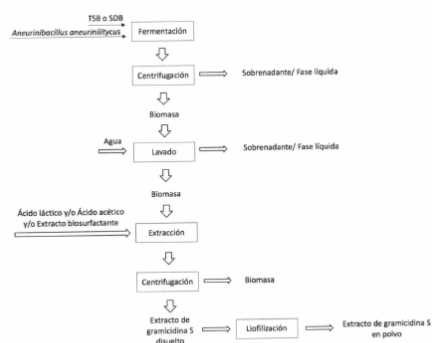 TSB o SDB
Aneurinibacillus aneurinilitycus
Fermentación
Centrifugación
Sobrenadante/ Fase líquida
Biomasa
Agua
Lavado
Sobrenadante/ Fase líquida
Biomasa
Ácido láctico y/o Ácido acético
y/o Extracto biosurfactante
Extracción
Centrifugación
Biomasa
Extracto de
gramicidina S
disuelto
Liofilización
Extracto de gramicidina S
en polvo